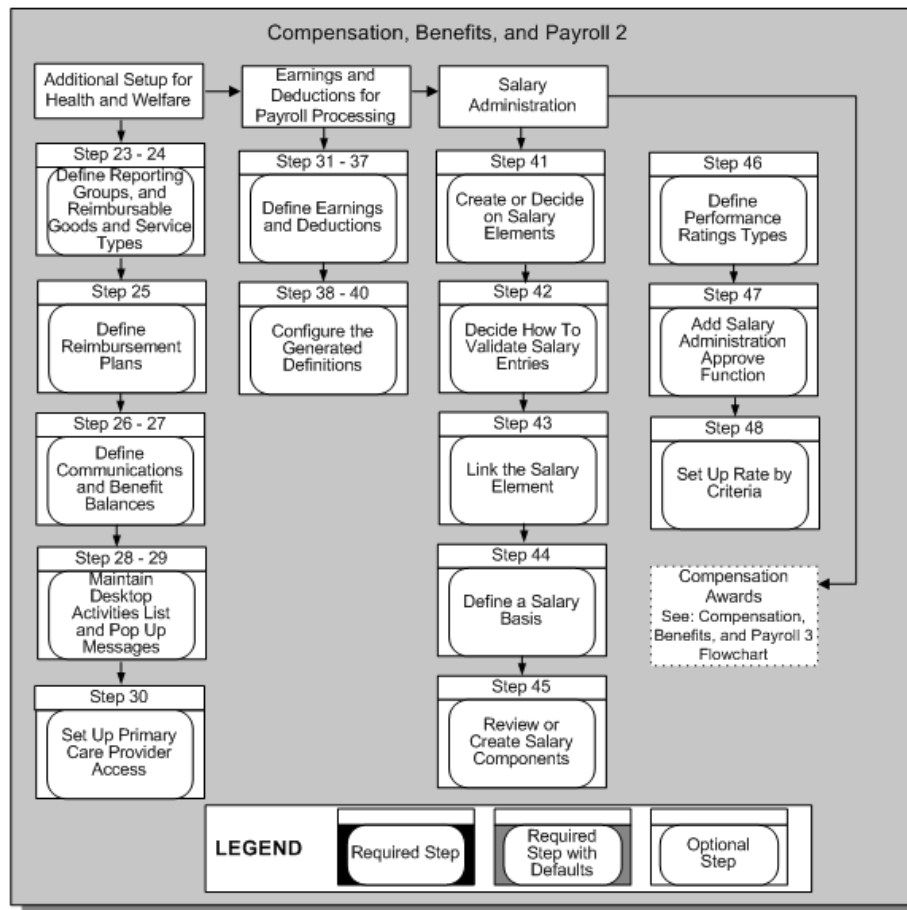 Compensation, Benefits, and Payroll 2
Additional Setup for
Health and Welfare
Earnings and
Deductions for
Payroll Processing
Salary
Administration
Step 23 - 24
Define Reporting
Groups, and
Reimbursable
Goods and Service
Types
Step 25
Define
Reimbursement
Plans
Step 26 - 27
Define
Communications
and Benefit
Balances
Step 28 - 29
Maintain
Desktop
Activities List
and Pop Up
Messages
Step 30
Set Up Primary
Care Provider
Access
Step 31 - 37
Define Earnings
and Deductions
Step 38 - 40
Configure the
Generated
Definitions
Step 41
Create or Decide
on Salary
Elements
Step 42
Decide How To
Validate Salary
Entries
Step 43
Link the Salary
Element
Step 44
Define a Salary
Basis
Step 45
Review or
Create Salary
Components
Step 46
Define
Performance
Ratings Types
Step 47
Add Salary
Administration
Approve
Function
Step 48
Set Up Rate by
Criteria
Compensation
Awards
See: Compensation,
Benefits, and Payroll 3
Flowchart
LEGEND
Required Step
Required
Step with
Defaults
Optional
Step